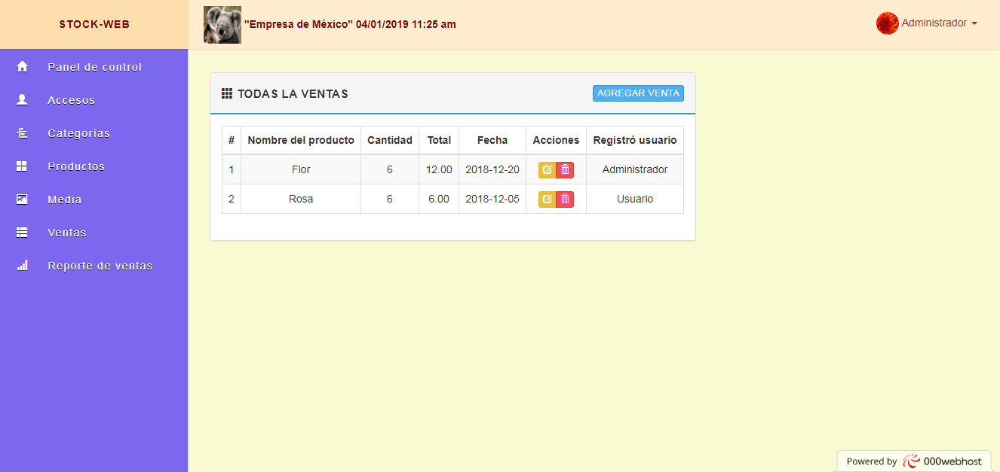 STOCK-WEB
"Empresa de México" 04/01/2019 11:25 am
Administrador
Panel de control
Accesos
Categorías
Productos
Media
Ventas
Reporte de ventas
TODAS LA VENTAS
AGREGAR VENTA
# Nombre del producto Cantidad Total Fecha Acciones Registró usuario
1 Flor 6 12.00 2018-12-20 Administrador
2 Rosa 6 6.00 2018-12-05 Usuario
Powered by 000webhost